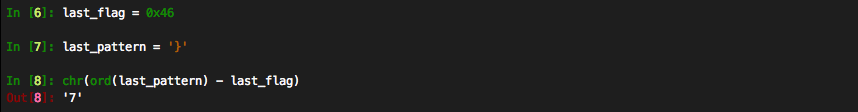 In [6]: last_flag = 0x46
In [7]: last_pattern = '}'
In [8]: chr(ord(last_pattern) - last_flag)
Out[8]: '7'